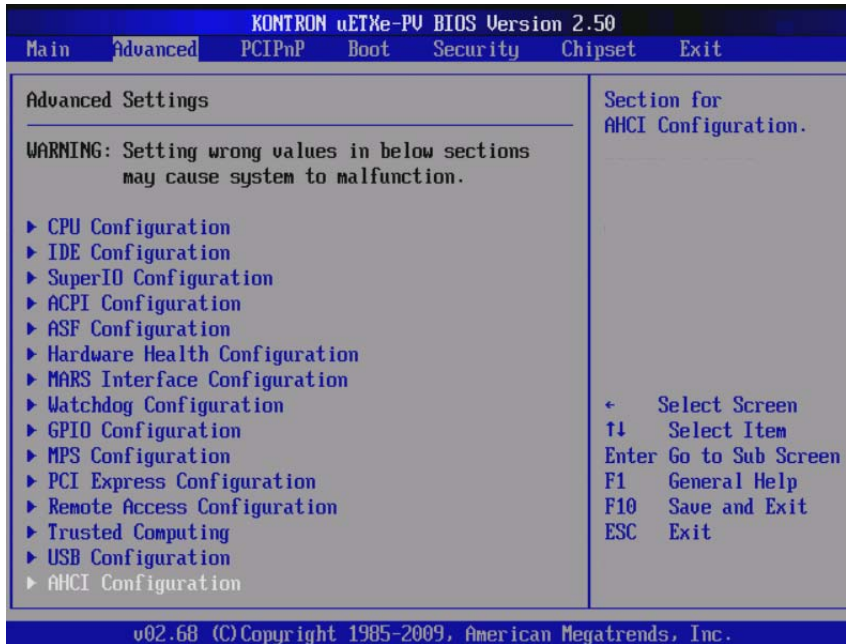 KONTRON uETXe-PV BIOS Version 2.50
Main Advanced PCIPnP Boot Security Chipset Exit
Advanced Settings
WARNING: Setting wrong values in below sections
may cause system to malfunction.
▶ CPU Configuration
▶ IDE Configuration
▶ SuperIO Configuration
▶ ACPI Configuration
▶ ASF Configuration
▶ Hardware Health Configuration
▶ MARS Interface Configuration
▶ Watchdog Configuration
▶ GPIO Configuration
▶ MPS Configuration
▶ PCI Express Configuration
▶ Remote Access Configuration
▶ Trusted Computing
▶ USB Configuration
▶ AHCI Configuration
Section for
AHCI Configuration.
← Select Screen
↑↓ Select Item
Enter Go to Sub Screen
F1 General Help
F10 Save and Exit
ESC Exit
v02.68 (C)Copyright 1985-2009, American Megatrends, Inc.